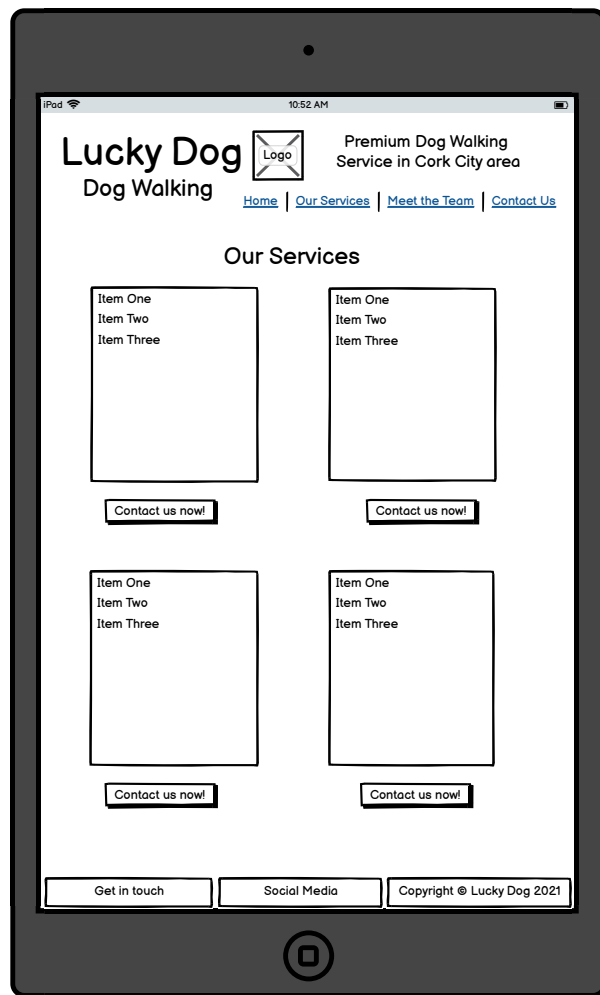 iPad
10:52 AM
Lucky Dog
Dog Walking
Logo
Premium Dog Walking
Service in Cork City area
Home | Our Services | Meet the Team | Contact Us
Our Services
Item One
Item Two
Item Three
Contact us now!
Item One
Item Two
Item Three
Contact us now!
Item One
Item Two
Item Three
Contact us now!
Item One
Item Two
Item Three
Contact us now!
Get in touch
Social Media
Copyright © Lucky Dog 2021